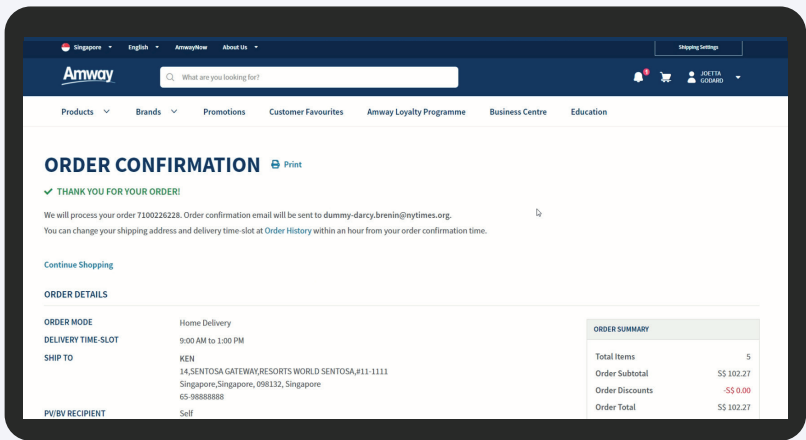 Singapore English AmwayNow About Us Shipping Settings
Amway What are you looking for? 5 JOETTA GODARD
Products Brands Promotions Customer Favourites Amway Loyalty Programme Business Centre Education
ORDER CONFIRMATION Print
THANK YOU FOR YOUR ORDER!
We will process your order 7100226228. Order confirmation email will be sent to dummy-darcy.brenin@nytimes.org.
You can change your shipping address and delivery time-slot at Order History within an hour from your order confirmation time.
Continue Shopping
ORDER DETAILS
ORDER MODE Home Delivery
DELIVERY TIME-SLOT 9:00 AM to 1:00 PM
SHIP TO KEN
14,SENTOSA GATEWAY,RESORTS WORLD SENTOSA,#11-1111
Singapore,Singapore, 098132, Singapore
65-98888888
PV/BV RECIPIENT Self
ORDER SUMMARY
Total Items 5
Order Subtotal S$ 102.27
Order Discounts -S$ 0.00
Order Total S$ 102.27